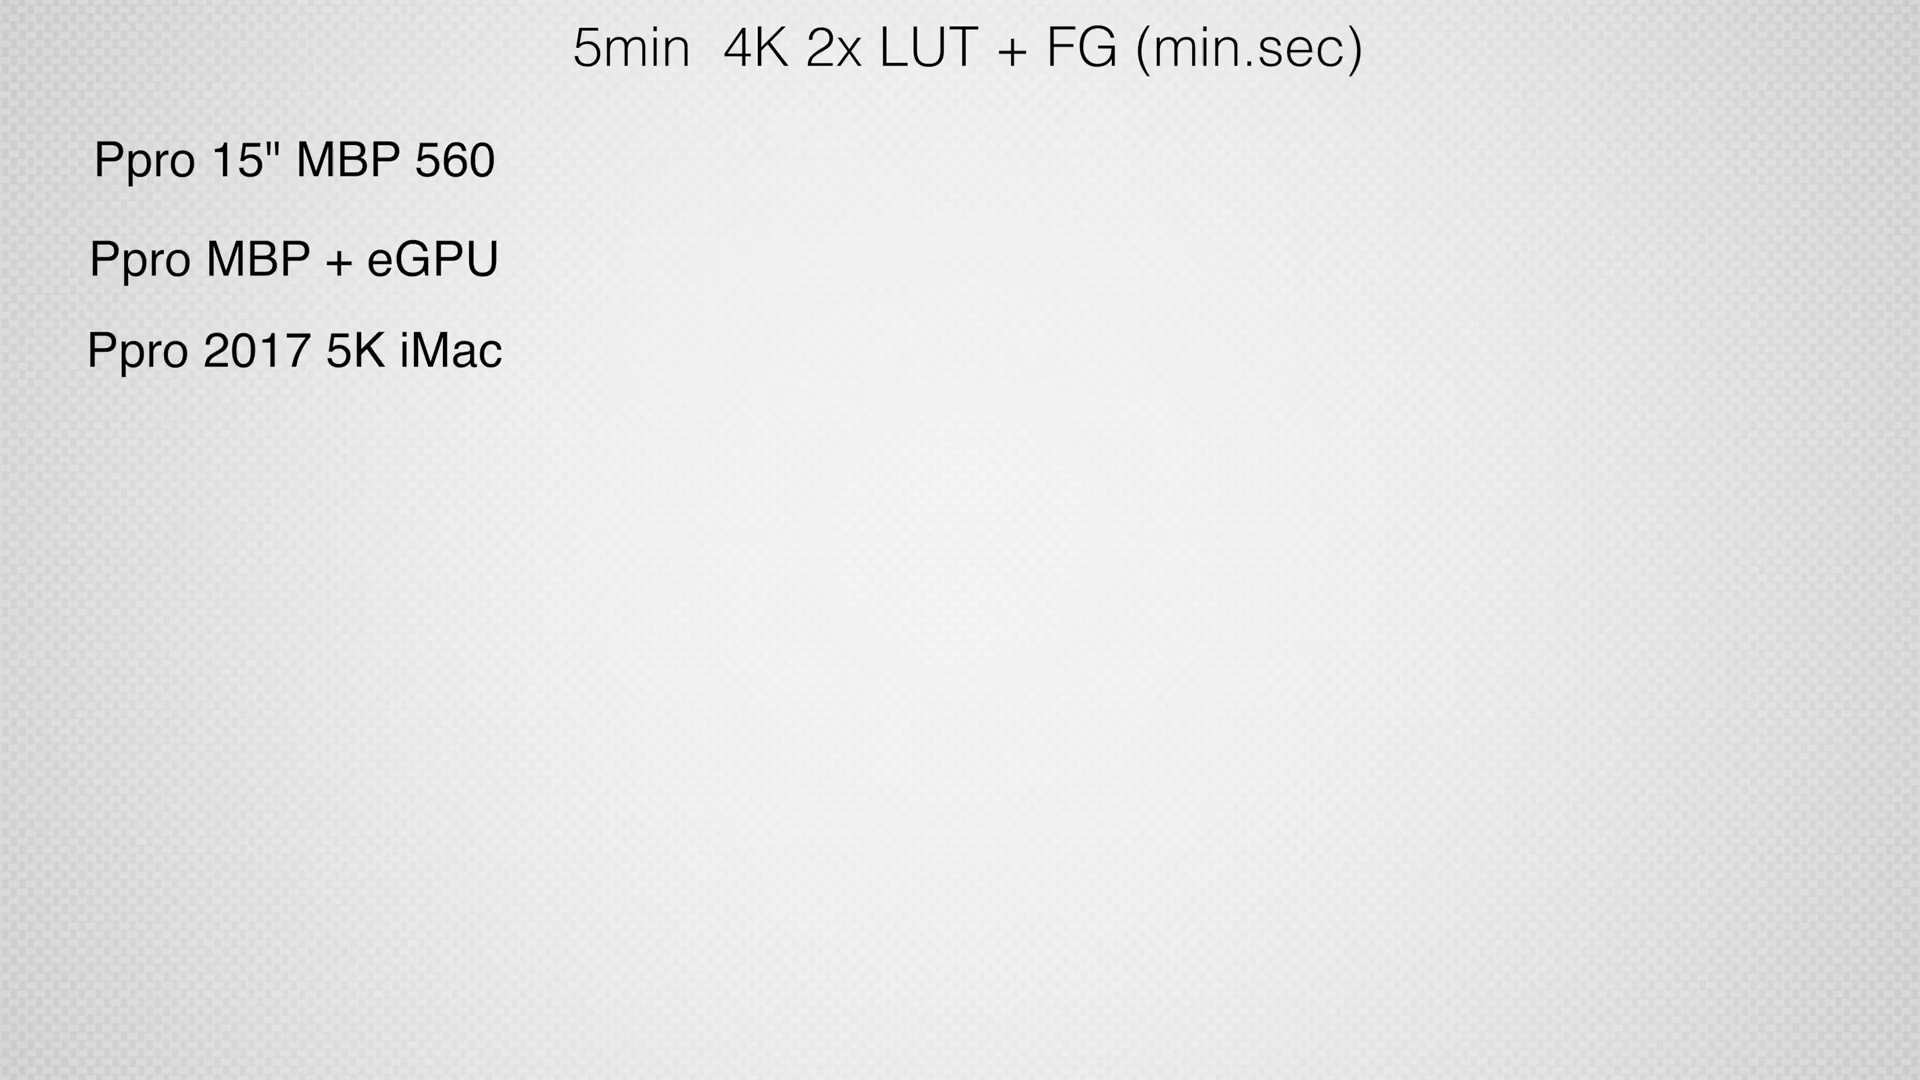 5min  4K 2x LUT + FG (min.sec)
Ppro 15" MBP 560
Ppro MBP + eGPU
Ppro 2017 5K iMac